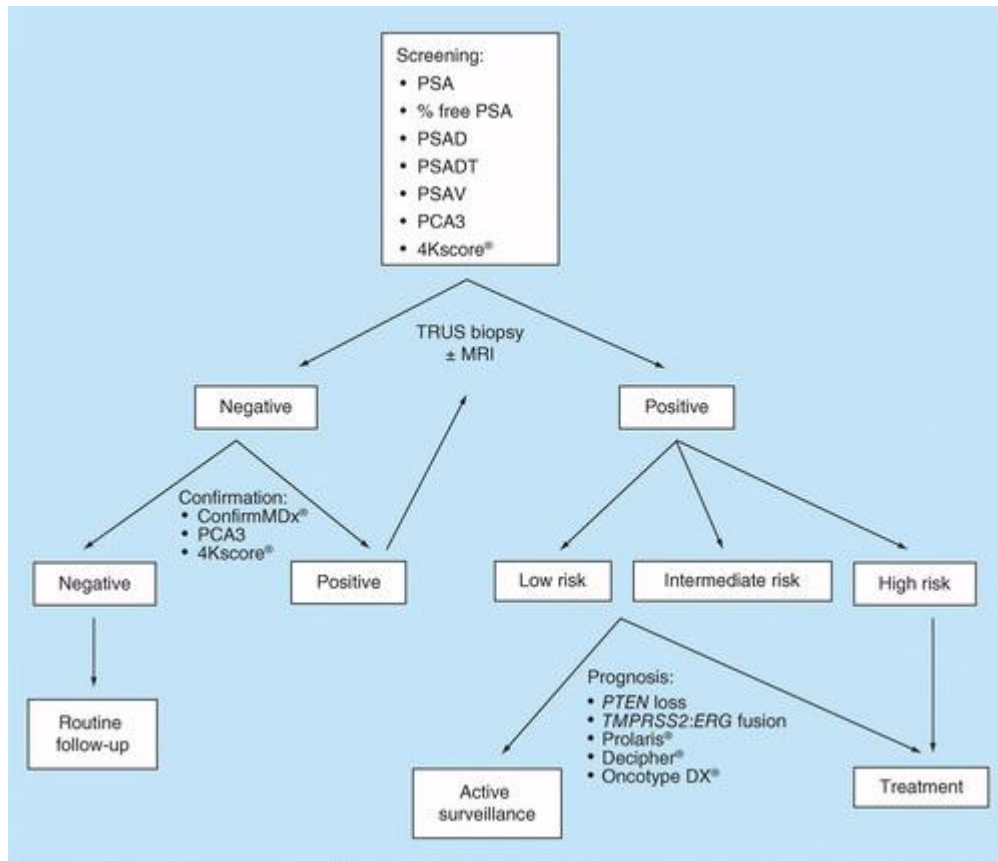 Screening:
• PSA
• % free PSA
• PSAD
• PSADT
• PSAV
• PCA3
• 4Kscore®
TRUS biopsy
± MRI
Negative
Positive
Confirmation:
• ConfirmMDx®
• PCA3
• 4Kscore®
Negative
Positive
Low risk
Intermediate risk
High risk
Routine
follow-up
Prognosis:
• PTEN loss
• TMPRSS2:ERG fusion
• Prolaris®
• Decipher®
• Oncotype DX®
Active
surveillance
Treatment